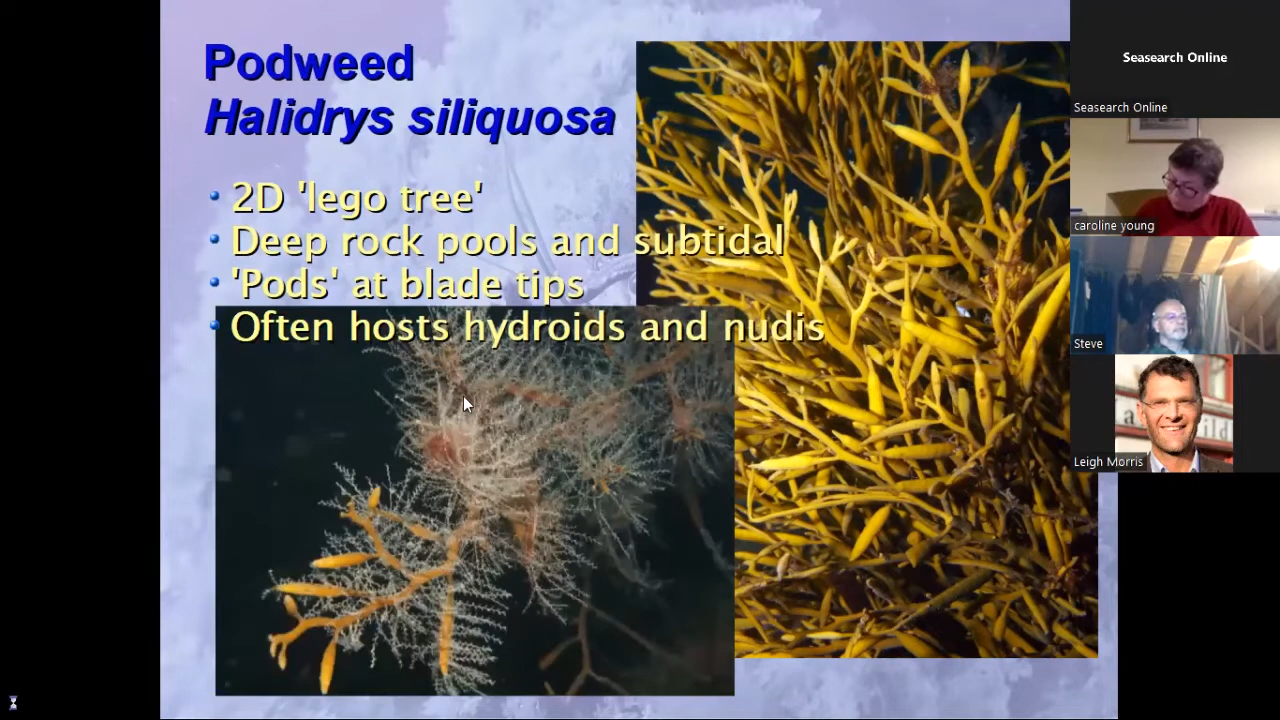 Podweed
Halidrys siliquosa
2D 'lego tree'
Deep rock pools and subtidal
'Pods' at blade tips
Often hosts hydroids and nudis
Seasearch Online
Seasearch Online
caroline young
Steve
Leigh Morris